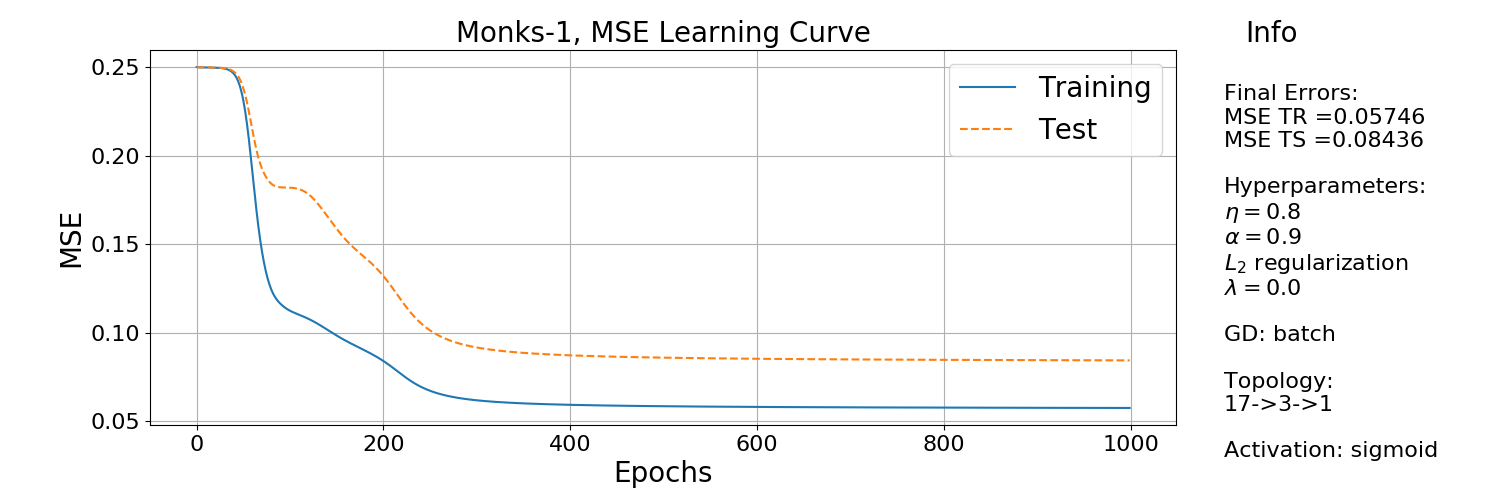 Monks-1, MSE Learning Curve
MSE
0.25
0.20
0.15
0.10
0.05
Training
Test
0
200
400
600
800
1000
Epochs
Info
Final Errors:
MSE TR =0.05746
MSE TS =0.08436
Hyperparameters:
η = 0.8
α = 0.9
L₂ regularization
λ = 0.0
GD: batch
Topology:
17->3->1
Activation: sigmoid